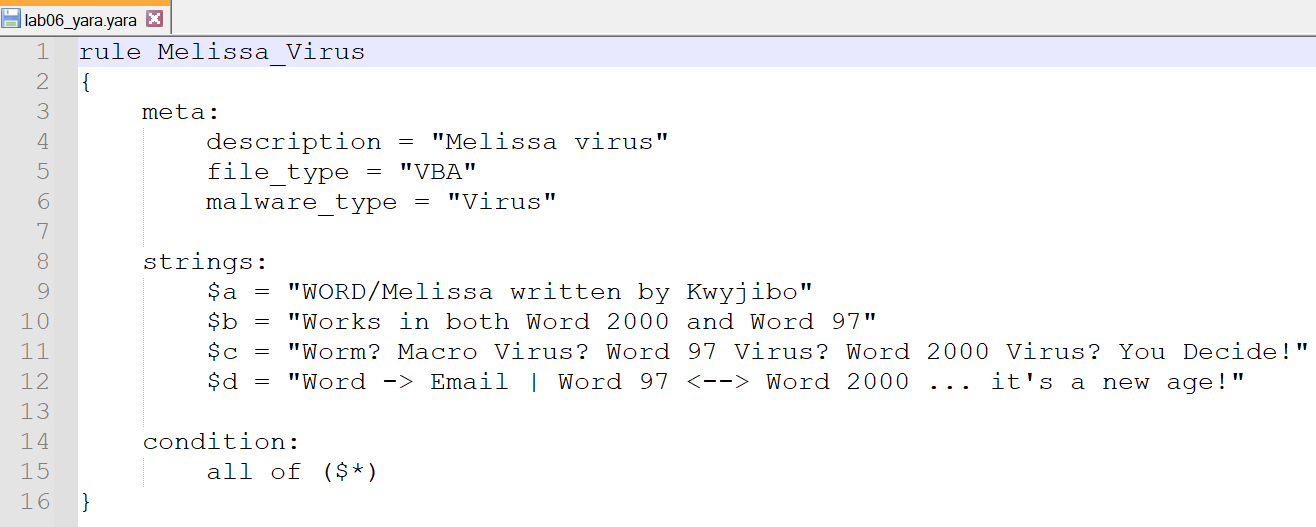 lab06_yara.yara
1 rule Melissa_Virus
2 {
3 meta:
4 description = "Melissa virus"
5 file_type = "VBA"
6 malware_type = "Virus"
7
8 strings:
9 $a = "WORD/Melissa written by Kwyjibo"
10 $b = "Works in both Word 2000 and Word 97"
11 $c = "Worm? Macro Virus? Word 97 Virus? Word 2000 Virus? You Decide!"
12 $d = "Word -> Email | Word 97 <--> Word 2000 ... it's a new age!"
13
14 condition:
15 all of ($*)
16 }